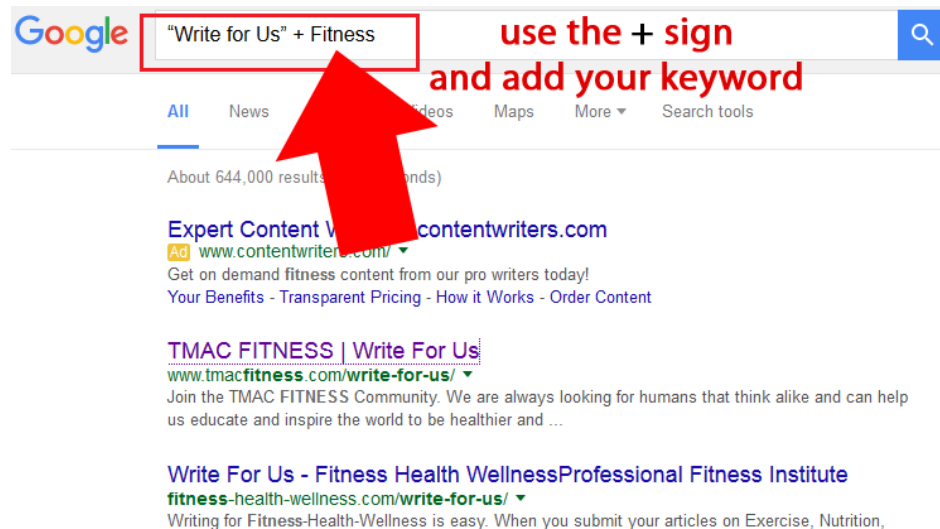 Google
“Write for Us” + Fitness
use the + sign
and add your keyword
All News Maps More Search tools
About 644,000 results
Expert Content contentwriters.com
Ad www.contentwriters.com/
Get on demand fitness content from our pro writers today!
Your Benefits - Transparent Pricing - How it Works - Order Content
TMAC FITNESS | Write For Us
www.tmacfitness.com/write-for-us/
Join the TMAC FITNESS Community. We are always looking for humans that think alike and can help
us educate and inspire the world to be healthier and ...
Write For Us - Fitness Health WellnessProfessional Fitness Institute
fitness-health-wellness.com/write-for-us/
Writing for Fitness-Health-Wellness is easy. When you submit your articles on Exercise, Nutrition,